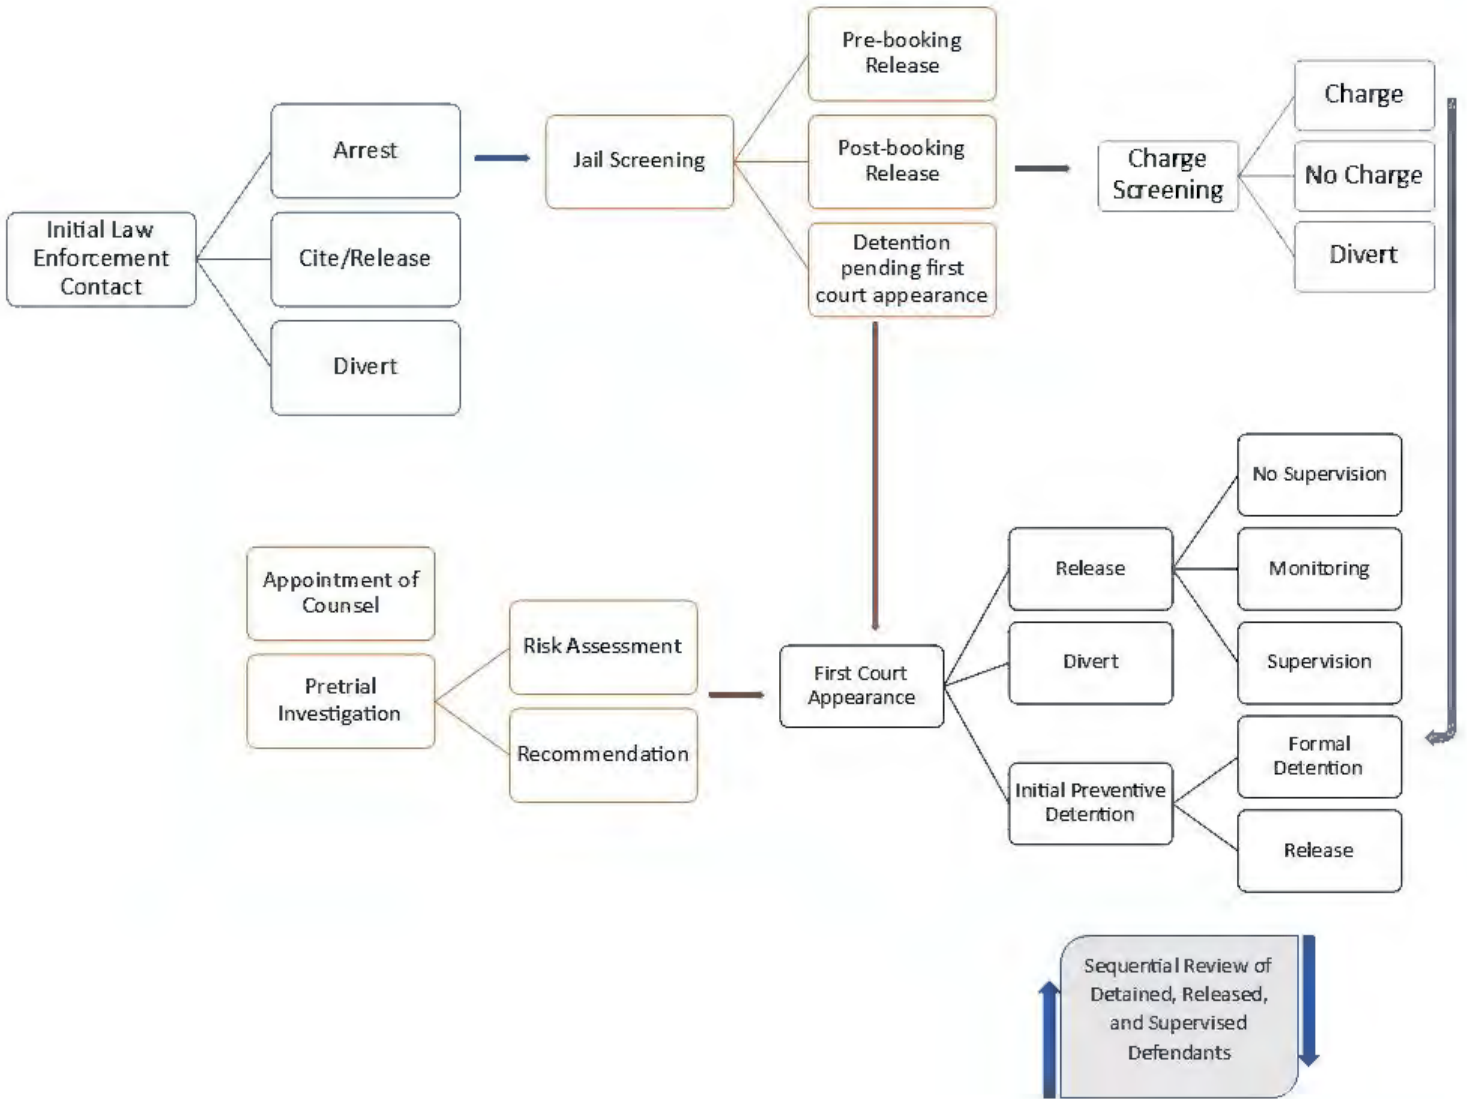 Initial Law
Enforcement
Contact
Arrest
Cite/Release
Divert
Jail Screening
Pre-booking
Release
Post-booking
Release
Detention
pending first
court appearance
Charge
Screening
Charge
No Charge
Divert
Appointment of
Counsel
Pretrial
Investigation
Risk Assessment
Recommendation
First Court
Appearance
Release
Divert
Initial Preventive
Detention
No Supervision
Monitoring
Supervision
Formal
Detention
Release
Sequential Review of
Detained, Released,
and Supervised
Defendants